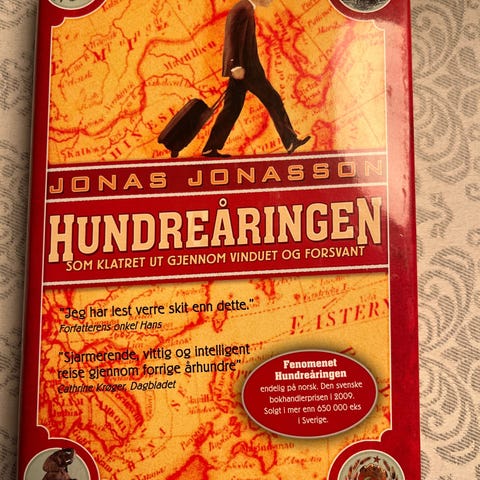 JONAS JONASSON
HUNDREÅRINGEN
SOM KLATRET UT GJENNOM VINDUET OG FORSVANT
"Jeg har lest verre skit enn dette."
Forfatterens onkel Hans
"Sjarmerende, vittig og intelligent
reise gjennom forrige århundre"
Cathrine Krøger, Dagbladet
Fenomenet
Hundreåringen
endelig på norsk. Den svenske
bokhandlerprisen i 2009.
Solgt i mer enn 650 000 eks
i Sverige.
EASTERN